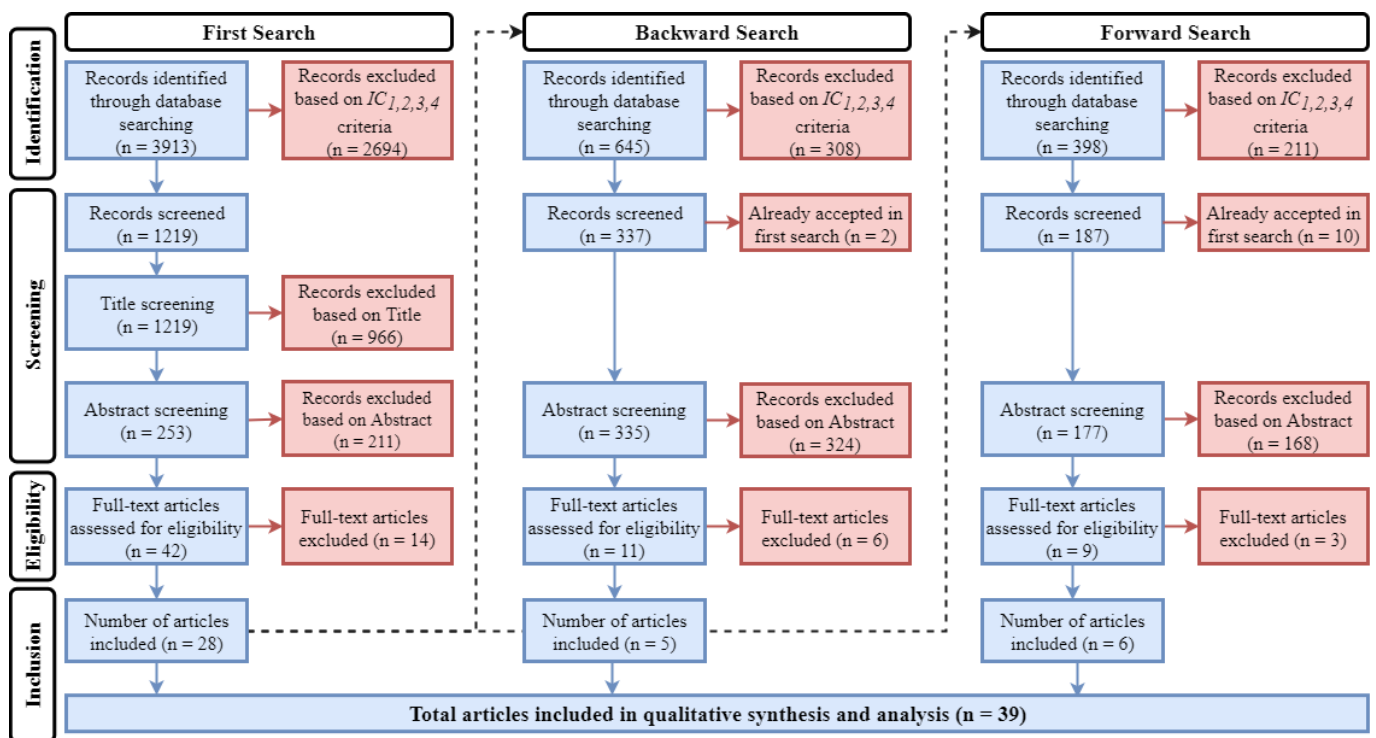 First Search
Backward Search
Forward Search
Identification
Records identified
through database
searching
(n = 3913)
Records excluded
based on IC1,2,3,4
criteria
(n = 2694)
Records identified
through database
searching
(n = 645)
Records excluded
based on IC1,2,3,4
criteria
(n = 308)
Records identified
through database
searching
(n = 398)
Records excluded
based on IC1,2,3,4
criteria
(n = 211)
Screening
Records screened
(n = 1219)
Records screened
(n = 337)
Already accepted in
first search (n = 2)
Records screened
(n = 187)
Already accepted in
first search (n = 10)
Title screening
(n = 1219)
Records excluded
based on Title
(n = 966)
Abstract screening
(n = 253)
Records excluded
based on Abstract
(n = 211)
Abstract screening
(n = 335)
Records excluded
based on Abstract
(n = 324)
Abstract screening
(n = 177)
Records excluded
based on Abstract
(n = 168)
Eligibility
Full-text articles
assessed for eligibility
(n = 42)
Full-text articles
excluded (n = 14)
Full-text articles
assessed for eligibility
(n = 11)
Full-text articles
excluded (n = 6)
Full-text articles
assessed for eligibility
(n = 9)
Full-text articles
excluded (n = 3)
Inclusion
Number of articles
included (n = 28)
Number of articles
included (n = 5)
Number of articles
included (n = 6)
Total articles included in qualitative synthesis and analysis (n = 39)